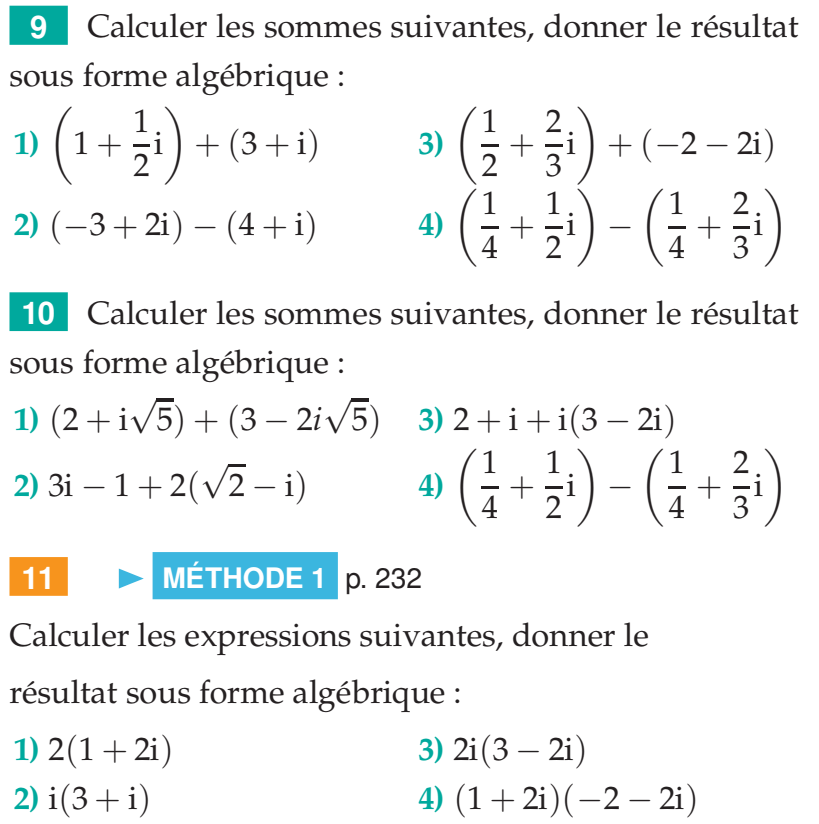 9 Calculer les sommes suivantes, donner le résultat
sous forme algébrique :
1) $\left(1 + \frac{1}{2}\mathrm{i}\right) + (3 + \mathrm{i})$ 3) $\left(\frac{1}{2} + \frac{2}{3}\mathrm{i}\right) + (-2 - 2\mathrm{i})$
2) $(-3 + 2\mathrm{i}) - (4 + \mathrm{i})$ 4) $\left(\frac{1}{4} + \frac{1}{2}\mathrm{i}\right) - \left(\frac{1}{4} + \frac{2}{3}\mathrm{i}\right)$
10 Calculer les sommes suivantes, donner le résultat
sous forme algébrique :
1) $(2 + \mathrm{i}\sqrt{5}) + (3 - 2i\sqrt{5})$ 3) $2 + \mathrm{i} + \mathrm{i}(3 - 2\mathrm{i})$
2) $3\mathrm{i} - 1 + 2(\sqrt{2} - \mathrm{i})$ 4) $\left(\frac{1}{4} + \frac{1}{2}\mathrm{i}\right) - \left(\frac{1}{4} + \frac{2}{3}\mathrm{i}\right)$
11 ► MÉTHODE 1 p. 232
Calculer les expressions suivantes, donner le
résultat sous forme algébrique :
1) $2(1 + 2\mathrm{i})$ 3) $2\mathrm{i}(3 - 2\mathrm{i})$
2) $\mathrm{i}(3 + \mathrm{i})$ 4) $(1 + 2\mathrm{i})(-2 - 2\mathrm{i})$